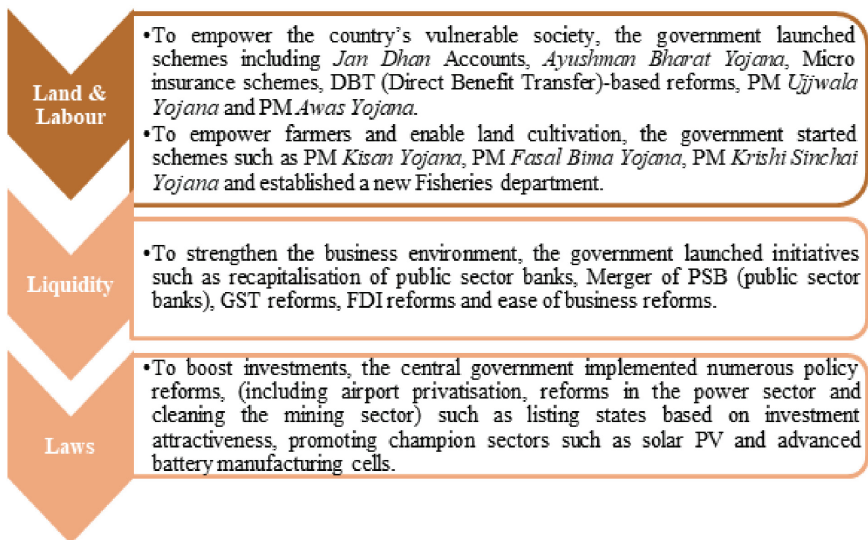 Land &
Labour
•To empower the country’s vulnerable society, the government launched
schemes including Jan Dhan Accounts, Ayushman Bharat Yojana, Micro
insurance schemes, DBT (Direct Benefit Transfer)-based reforms, PM Ujjwala
Yojana and PM Awas Yojana.
•To empower farmers and enable land cultivation, the government started
schemes such as PM Kisan Yojana, PM Fasal Bima Yojana, PM Krishi Sinchai
Yojana and established a new Fisheries department.
Liquidity
•To strengthen the business environment, the government launched initiatives
such as recapitalisation of public sector banks, Merger of PSB (public sector
banks), GST reforms, FDI reforms and ease of business reforms.
Laws
•To boost investments, the central government implemented numerous policy
reforms, (including airport privatisation, reforms in the power sector and
cleaning the mining sector) such as listing states based on investment
attractiveness, promoting champion sectors such as solar PV and advanced
battery manufacturing cells.